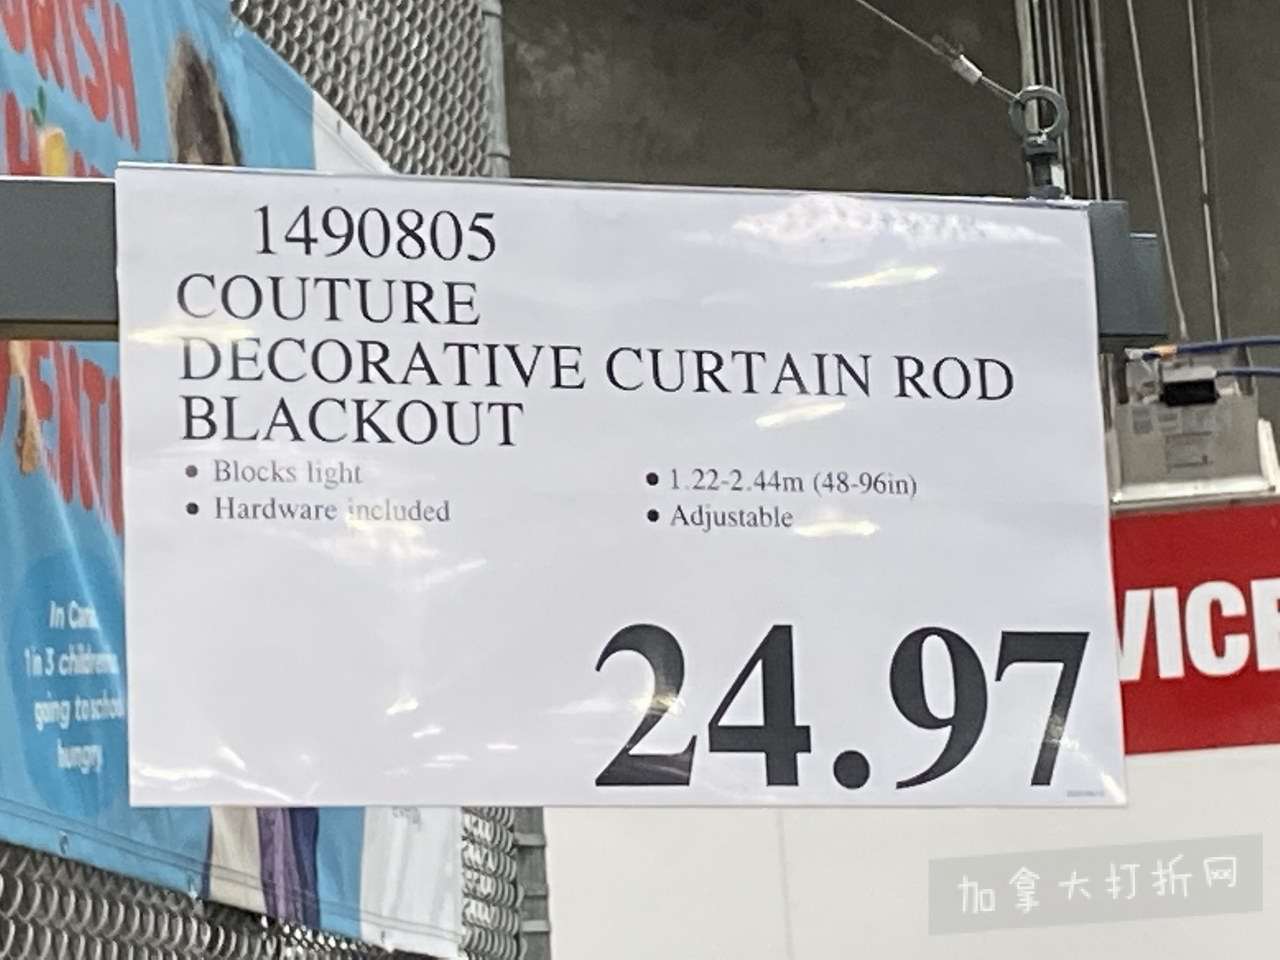 URISH
1490805
COUTURE
DECORATIVE CURTAIN ROD
BLACKOUT
• Blocks light
• Hardware included
• 1.22-2.44m (48-96in)
• Adjustable
24.97
In
1 in 3 children
going to school
hungry
VICE
加拿大打折网